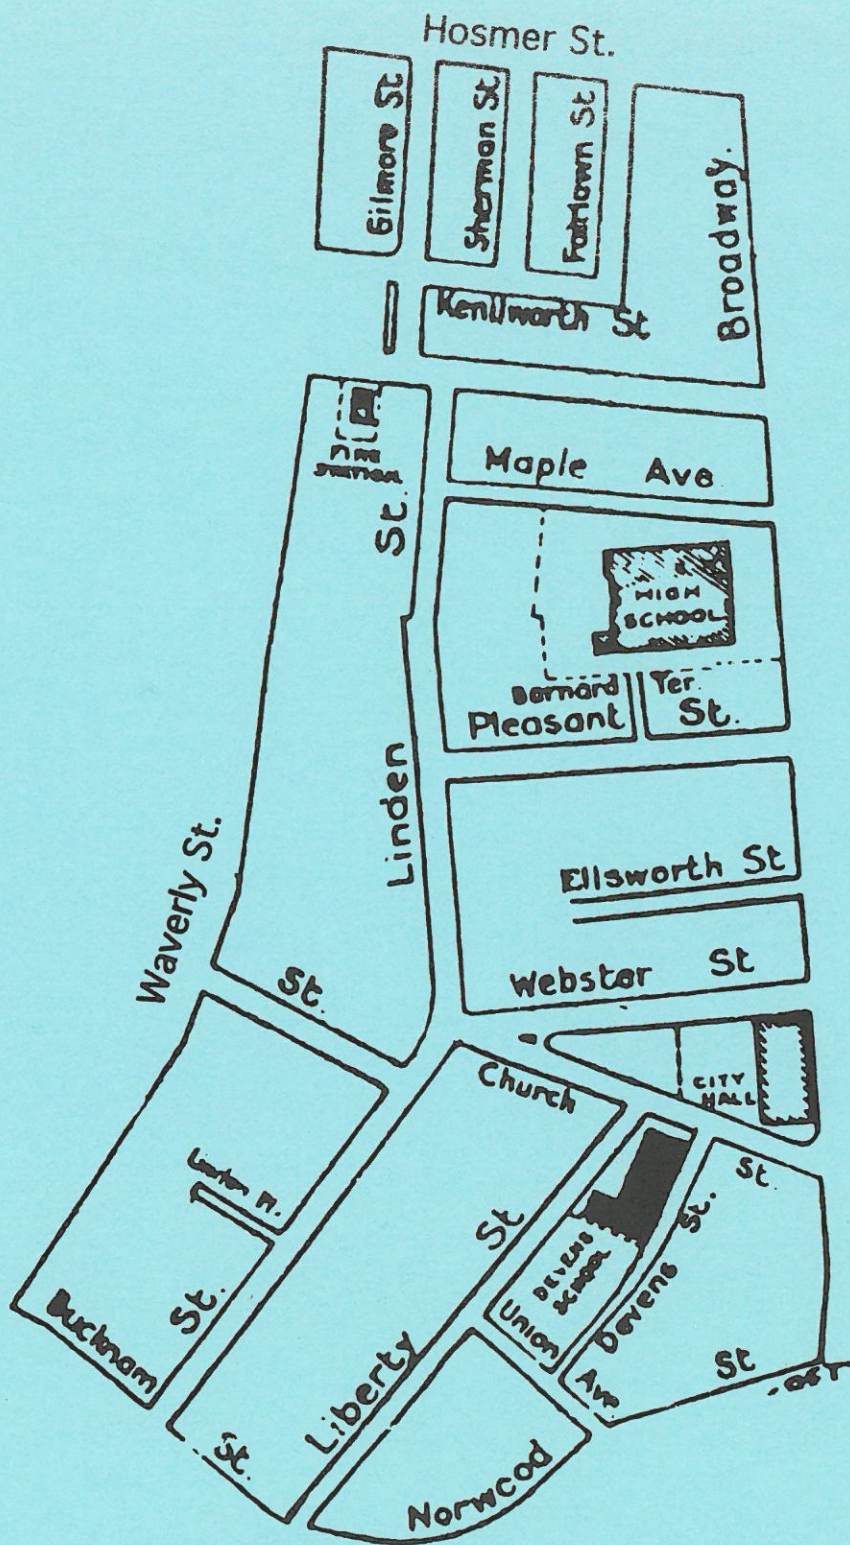 Hosmer St.
Gilmore St
Sherman St
Fairlawn St
Broadway.
Kenilworth St
FIRE
STATION
St.
Maple Ave
HIGH
SCHOOL
Barnard Ter.
Pleasant St.
Linden
Ellsworth St
Waverly St.
Webster St
St.
CITY
HALL
Church
St.
St
DEVENS
SCHOOL
Devens St.
Union
Ave
St
Bucknam
St.
Liberty
St.
Norwood